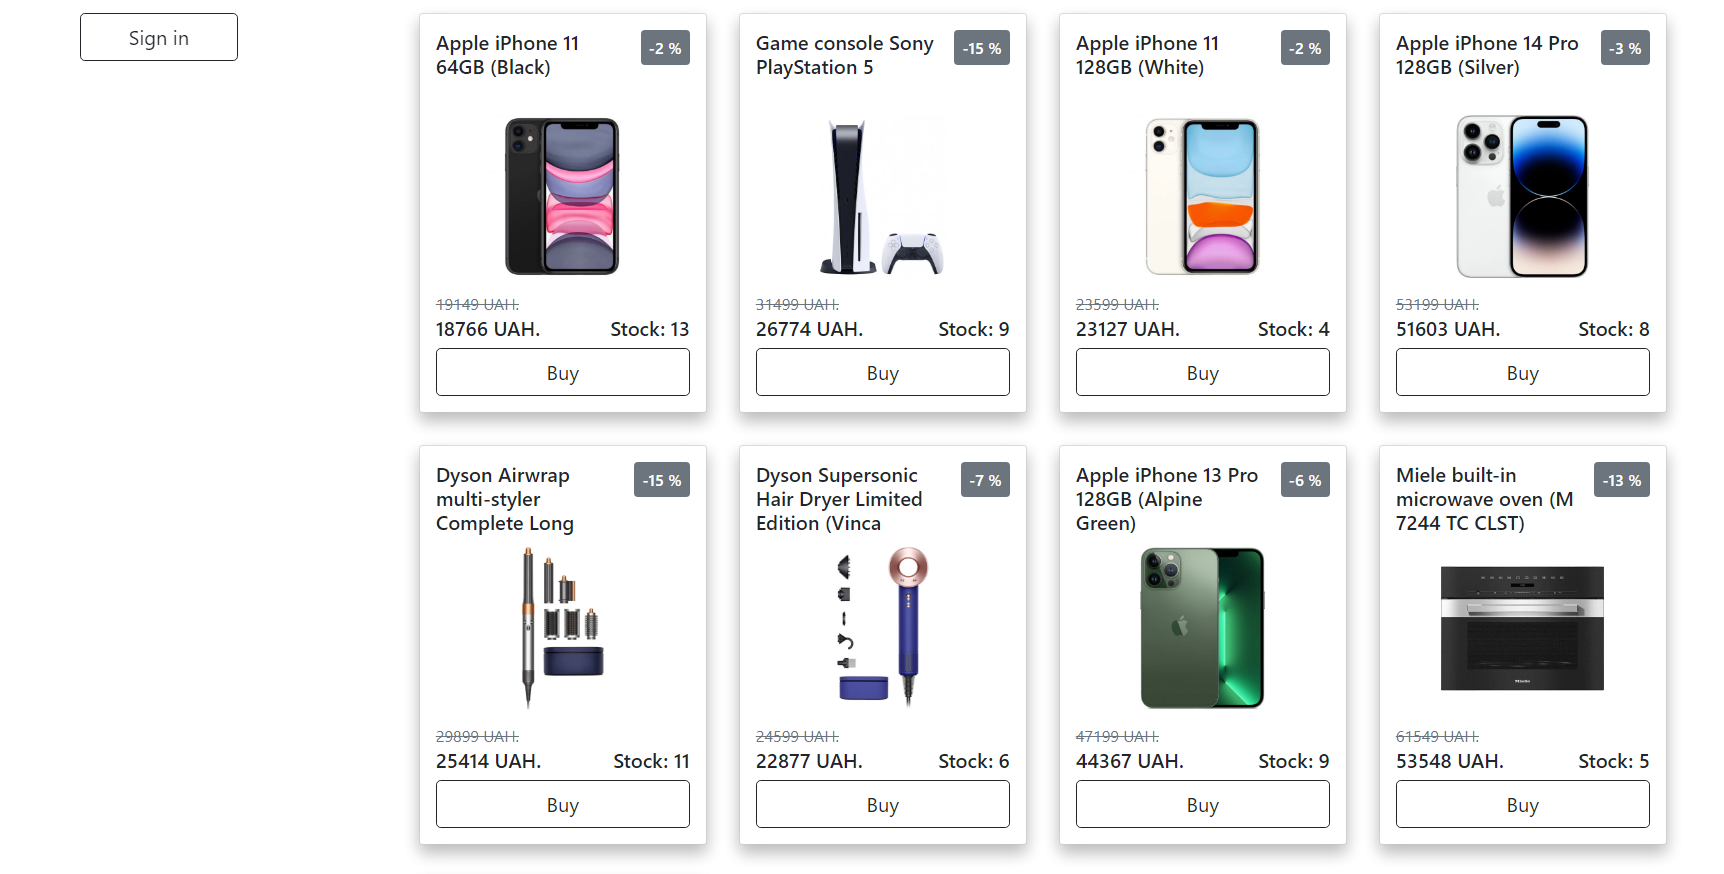 Sign in
Apple iPhone 11
64GB (Black)
-2 %
19149 UAH.
18766 UAH.
Stock: 13
Buy
Game console Sony
PlayStation 5
-15 %
31499 UAH.
26774 UAH.
Stock: 9
Buy
Apple iPhone 11
128GB (White)
-2 %
23599 UAH.
23127 UAH.
Stock: 4
Buy
Apple iPhone 14 Pro
128GB (Silver)
-3 %
53199 UAH.
51603 UAH.
Stock: 8
Buy
Dyson Airwrap
multi-styler
Complete Long
-15 %
29899 UAH.
25414 UAH.
Stock: 11
Buy
Dyson Supersonic
Hair Dryer Limited
Edition (Vinca
-7 %
24599 UAH.
22877 UAH.
Stock: 6
Buy
Apple iPhone 13 Pro
128GB (Alpine
Green)
-6 %
47199 UAH.
44367 UAH.
Stock: 9
Buy
Miele built-in
microwave oven (M
7244 TC CLST)
-13 %
Miele
61549 UAH.
53548 UAH.
Stock: 5
Buy